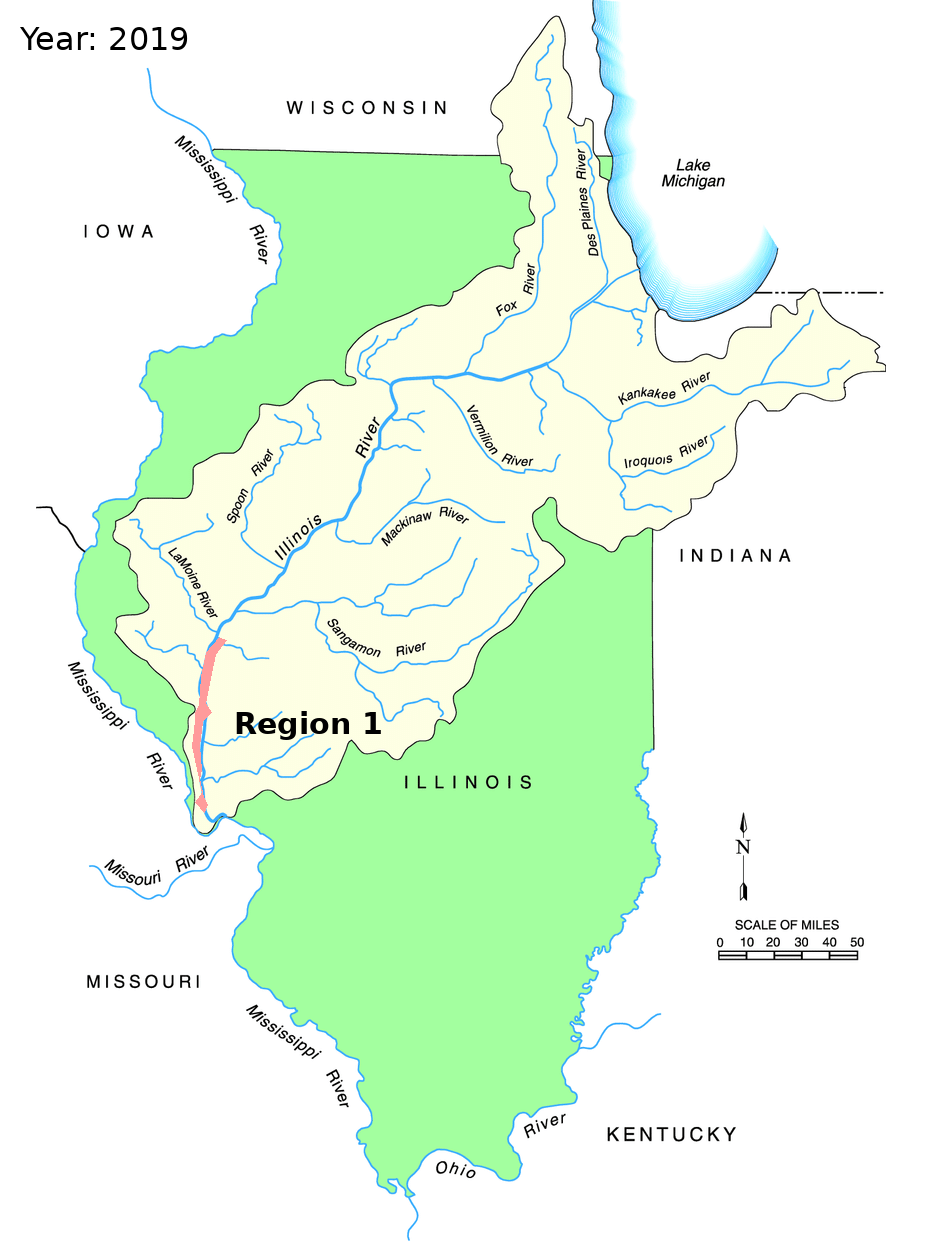 Year: 2019
WISCONSIN
Mississippi
River
Lake
Michigan
IOWA
Des Plaines River
Fox
River
Kankakee River
Iroquois River
Vermilion River
Illinois
River
Spoon River
Mackinaw River
LaMoine River
Sangamon River
INDIANA
Mississippi
River
Region 1
ILLINOIS
N
Missouri River
SCALE OF MILES
0 10 20 30 40 50
MISSOURI
Mississippi
River
Ohio
River
KENTUCKY